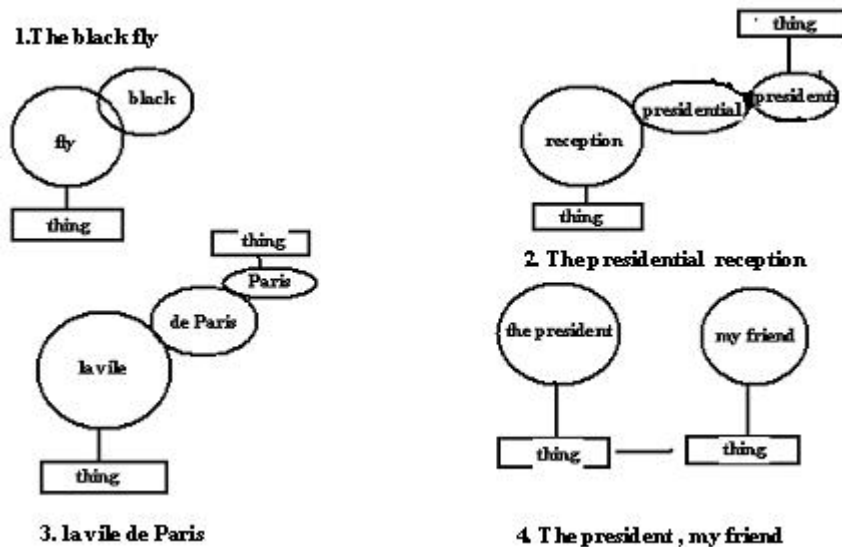 1.The black fly
black
fly
thing
thing
presidential
president
reception
thing
2. The presidential reception
thing
Paris
de Paris
la vile
thing
3. la vile de Paris
the president
my friend
thing
thing
4. The president , my friend